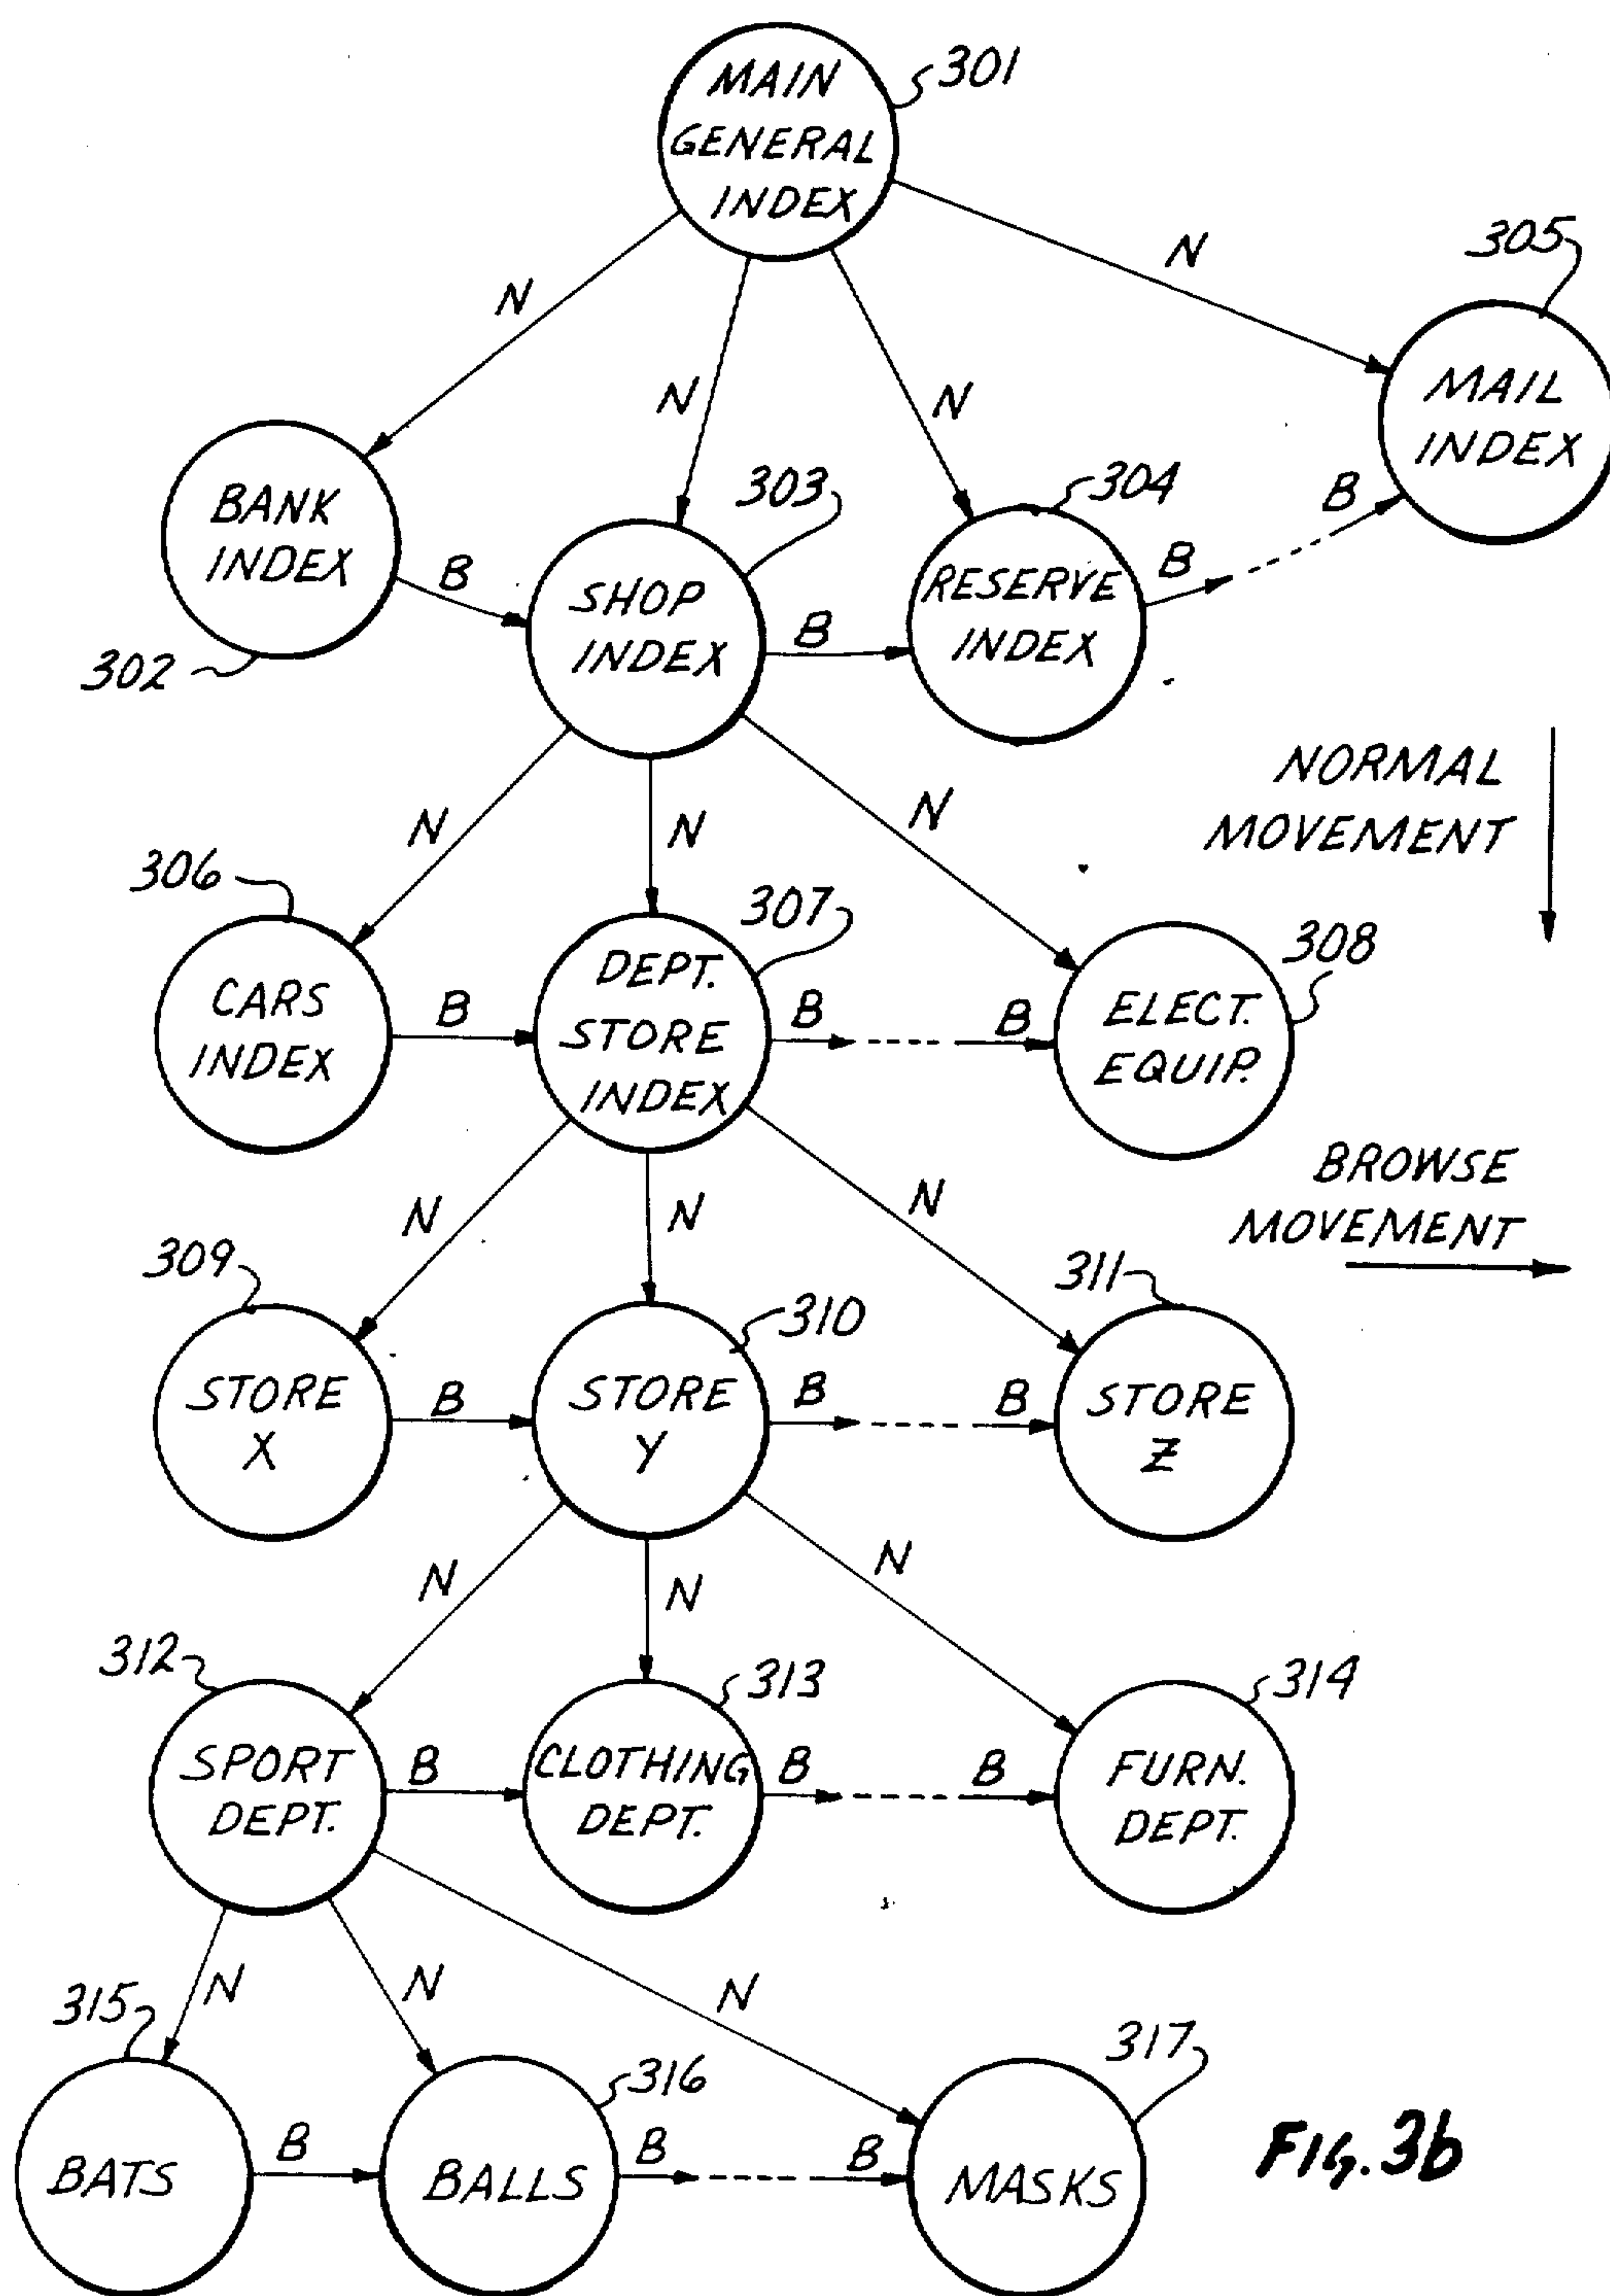 MAIN
GENERAL
INDEX
301
N
N
N
N
305
MAIL
INDEX
BANK
INDEX
302
B
303
SHOP
INDEX
B
304
RESERVE
INDEX
B
B
NORMAL
MOVEMENT
N
N
N
306
CARS
INDEX
B
307
DEPT.
STORE
INDEX
B
B
308
ELECT.
EQUIP.
BROWSE
MOVEMENT
N
N
N
309
STORE
X
B
310
STORE
Y
B
B
311
STORE
Z
N
N
N
312
SPORT
DEPT.
B
313
CLOTHING
DEPT.
B
B
314
FURN.
DEPT.
N
N
N
315
BATS
B
316
BALLS
B
B
317
MASKS
FIG. 3b